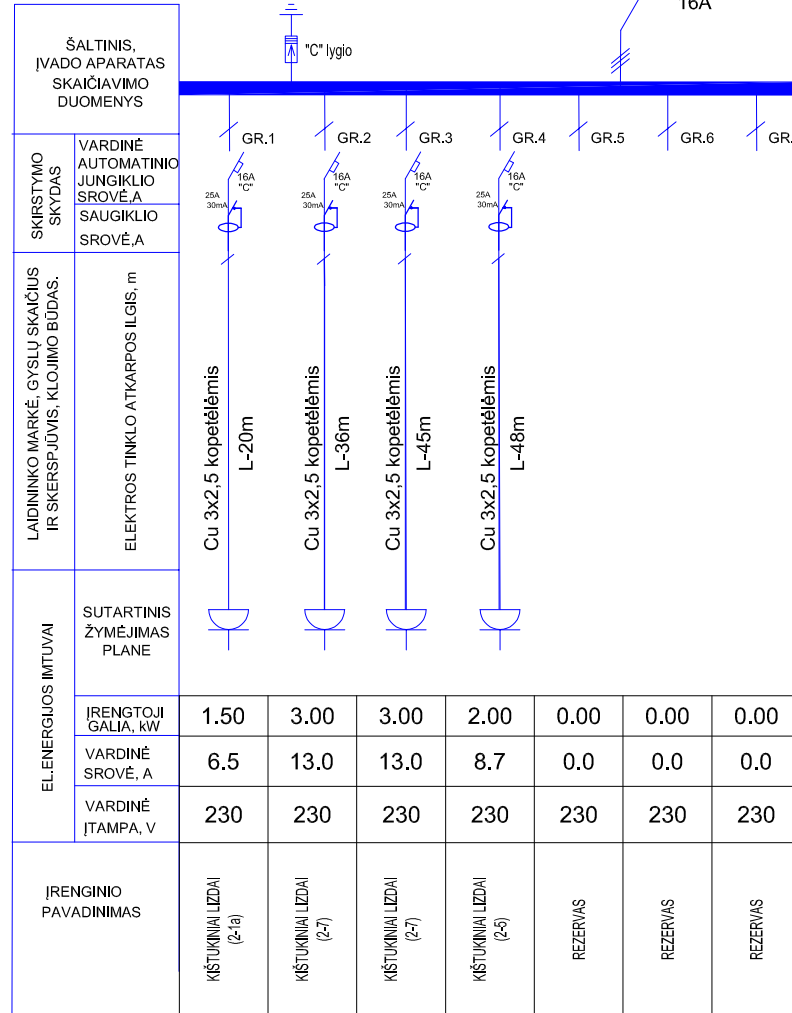 16A
ŠALTINIS,
ĮVADO APARATAS
SKAIČIAVIMO
DUOMENYS
"C" lygio
SKIRSTYMO
SKYDAS
VARDINĖ
AUTOMATINIO
JUNGIKLIO
SROVĖ,A
SAUGIKLIO
SROVĖ,A
GR.1
GR.2
GR.3
GR.4
GR.5
GR.6
GR.
16A
"C"
25A
30mA
16A
"C"
25A
30mA
16A
"C"
25A
30mA
16A
"C"
25A
30mA
LAIDININKO MARKĖ, GYSLŲ SKAIČIUS
IR SKERSPJŪVIS, KLOJIMO BŪDAS.
ELEKTROS TINKLO ATKARPOS ILGIS, m
Cu 3x2,5 kopetėlėmis
L-20m
Cu 3x2,5 kopetėlėmis
L-36m
Cu 3x2,5 kopetėlėmis
L-45m
Cu 3x2,5 kopetėlėmis
L-48m
EL.ENERGIJOS IMTUVAI
SUTARTINIS
ŽYMĖJIMAS
PLANE
ĮRENGTOJI
GALIA, kW
1.50 3.00 3.00 2.00 0.00 0.00 0.00
VARDINĖ
SROVĖ, A
6.5 13.0 13.0 8.7 0.0 0.0 0.0
VARDINĖ
ĮTAMPA, V
230 230 230 230 230 230 230
ĮRENGINIO
PAVADINIMAS
KIŠTUKINIAI LIZDAI
(2-1a)
KIŠTUKINIAI LIZDAI
(2-7)
KIŠTUKINIAI LIZDAI
(2-7)
KIŠTUKINIAI LIZDAI
(2-5)
REZERVAS
REZERVAS
REZERVAS